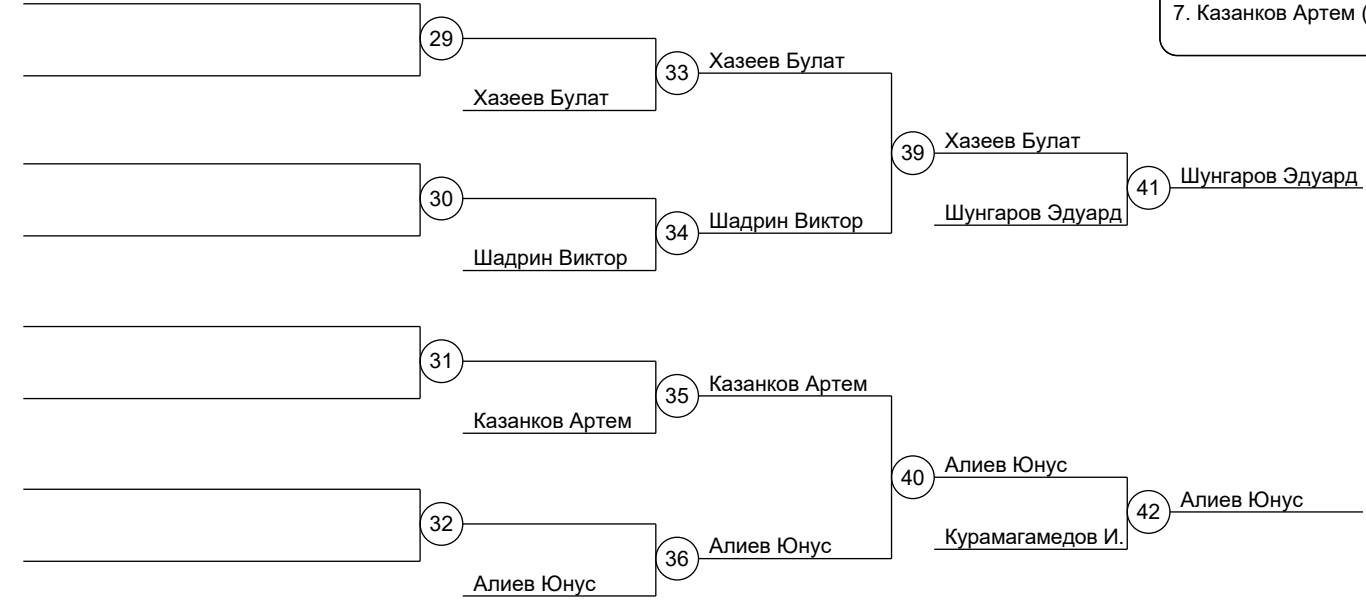 7. Казанков Артем (
29
Хазеев Булат
33
Хазеев Булат
Хазеев Булат
39
Шунгаров Эдуард
41
Шунгаров Эдуард
30
Шадрин Виктор
34
Шадрин Виктор
31
Казанков Артем
35
Казанков Артем
Алиев Юнус
40
Алиев Юнус
42
Курамагамедов И.
32
Алиев Юнус
36
Алиев Юнус